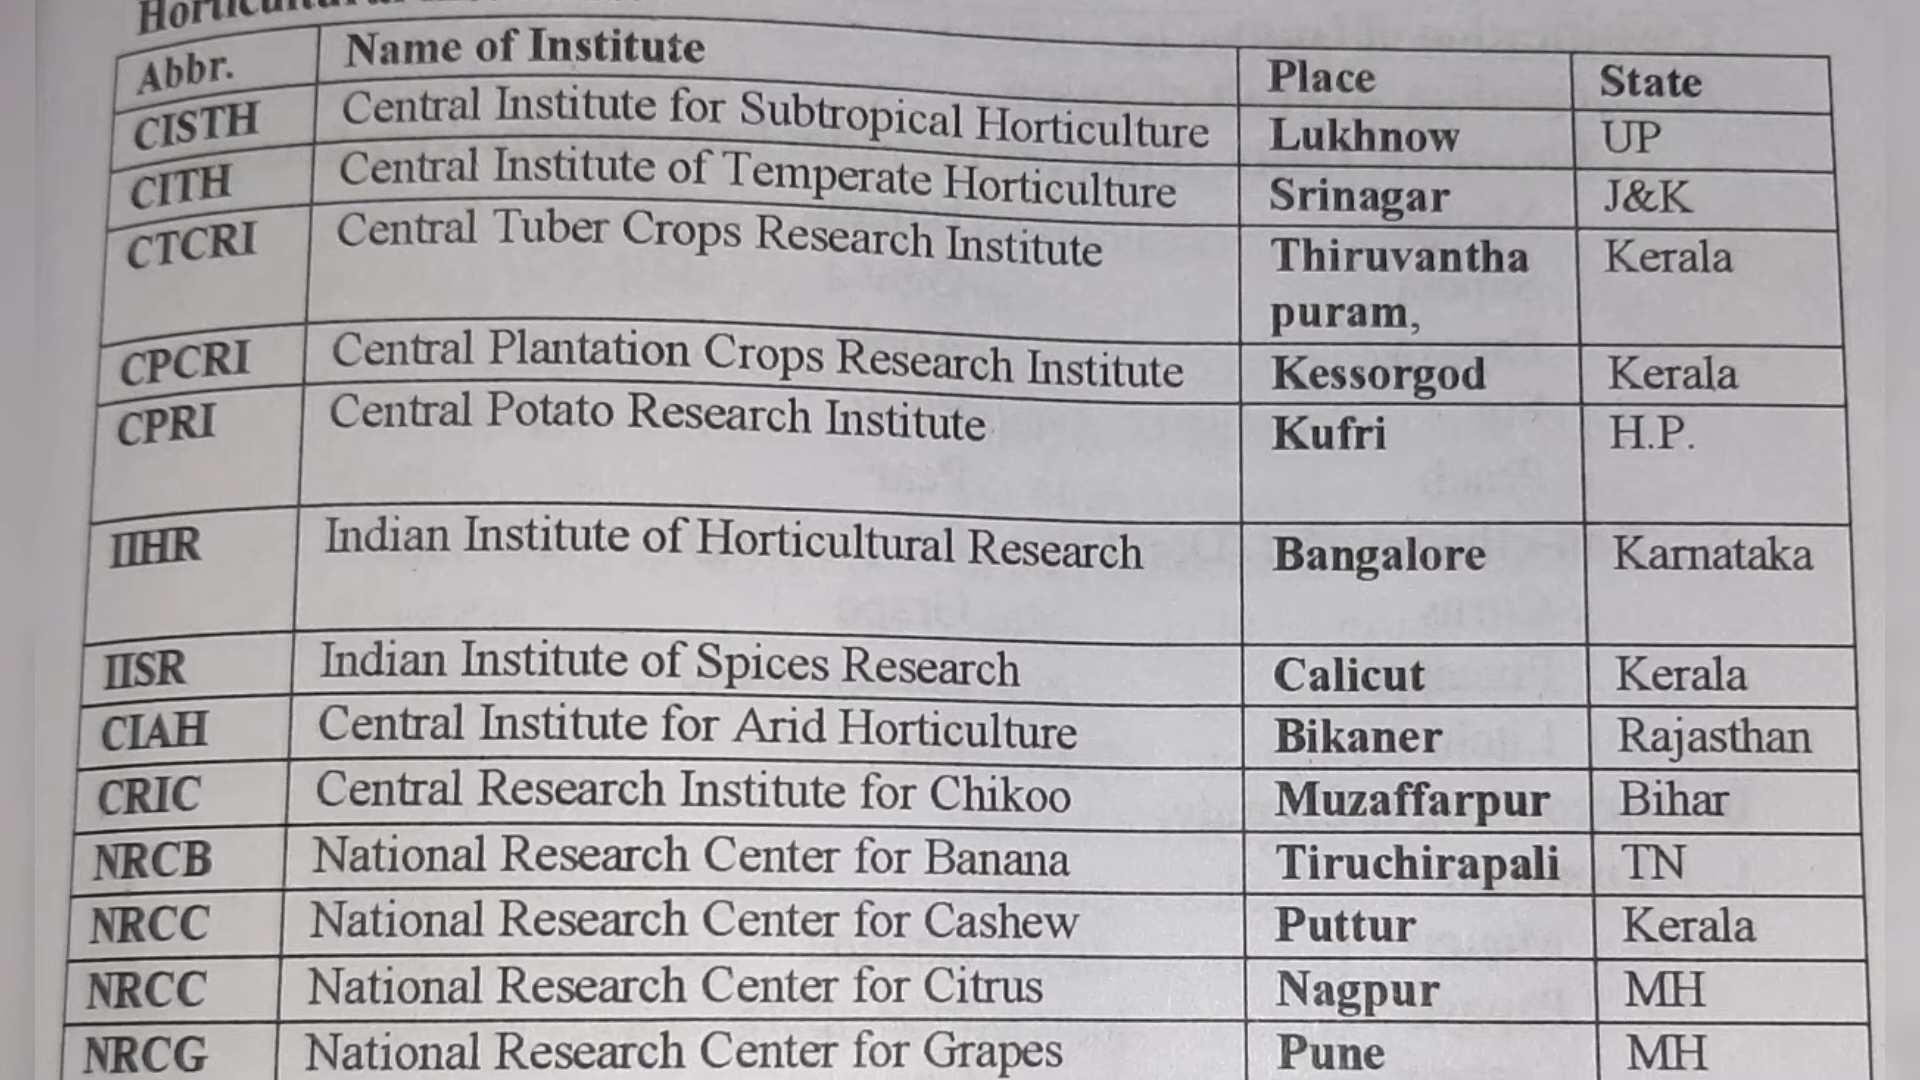 Horticultural
Abbr. Name of Institute Place State
CISTH Central Institute for Subtropical Horticulture Lukhnow UP
CITH Central Institute of Temperate Horticulture Srinagar J&K
CTCRI Central Tuber Crops Research Institute Thiruvantha Kerala
puram,
CPCRI Central Plantation Crops Research Institute Kessorgod Kerala
CPRI Central Potato Research Institute Kufri H.P.
IIHR Indian Institute of Horticultural Research Bangalore Karnataka
IISR Indian Institute of Spices Research Calicut Kerala
CIAH Central Institute for Arid Horticulture Bikaner Rajasthan
CRIC Central Research Institute for Chikoo Muzaffarpur Bihar
NRCB National Research Center for Banana Tiruchirapali TN
NRCC National Research Center for Cashew Puttur Kerala
NRCC National Research Center for Citrus Nagpur MH
NRCG National Research Center for Grapes Pune MH